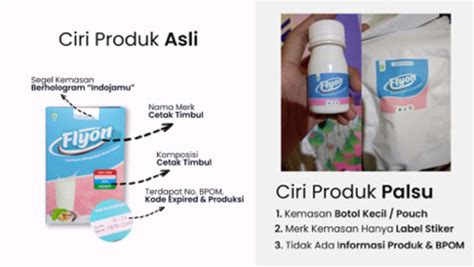 Ciri Produk Asli
Segel Kemasan
Berhologram "Indojamu"
Nama Merk
Cetak Timbul
Komposisi
Cetak Timbul
Terdapat No. BPOM,
Kode Expired & Produksi
Flyon
Flyon
Flyon
Ciri Produk Palsu
1. Kemasan Botol Kecil / Pouch
2. Merk Kemasan Hanya Label Stiker
3. Tidak Ada Informasi Produk & BPOM